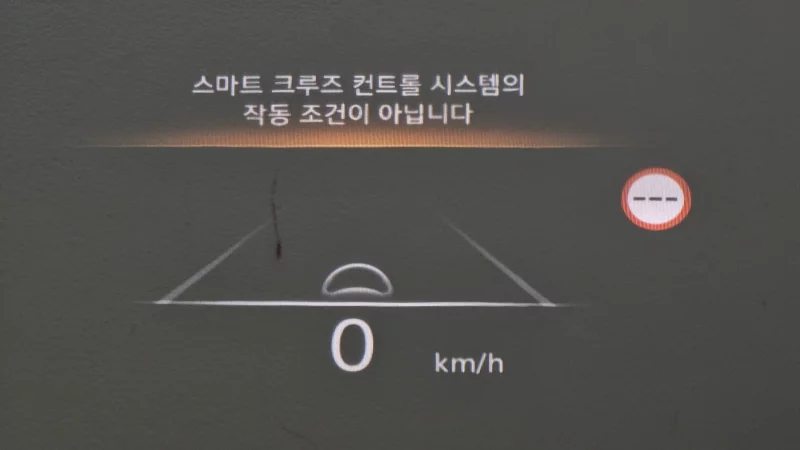 스마트 크루즈 컨트롤 시스템의
작동 조건이 아닙니다
---
0 km/h